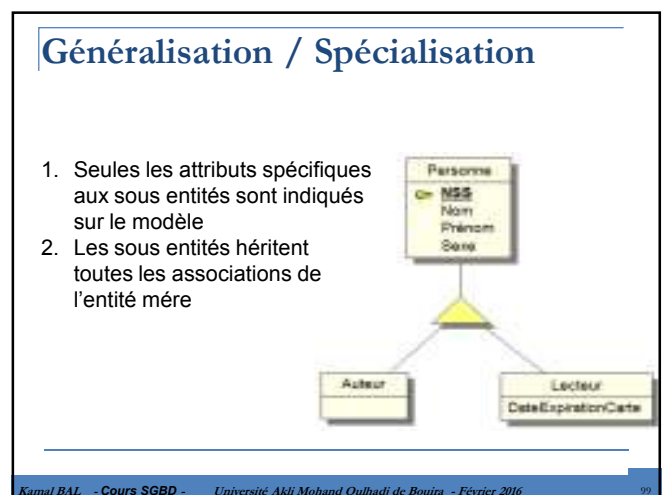 Généralisation / Spécialisation
1. Seules les attributs spécifiques
aux sous entités sont indiqués
sur le modèle
2. Les sous entités héritent
toutes les associations de
l'entité mére
Personne
NSS
Nom
Prénom
Sexe
Auteur
Lecteur
DateExpirationCarte
Kamal BAL - Cours SGBD - Université Akli Mohand Oulhadj de Bouira - Février 2016
99